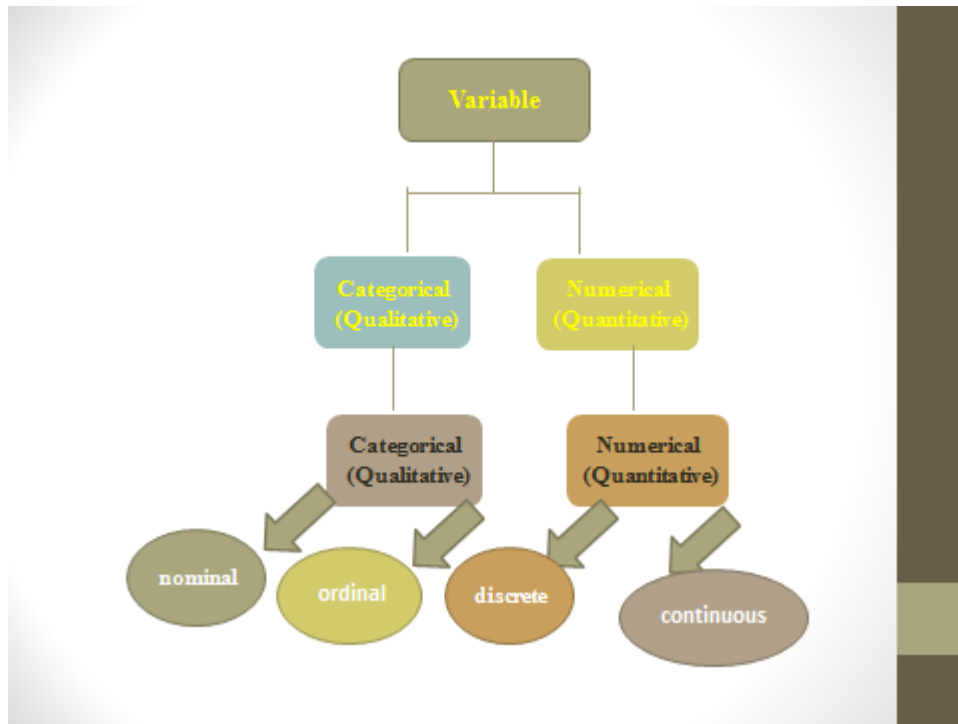 Variable
Categorical
(Qualitative)
Numerical
(Quantitative)
Categorical
(Qualitative)
Numerical
(Quantitative)
nominal
ordinal
discrete
continuous